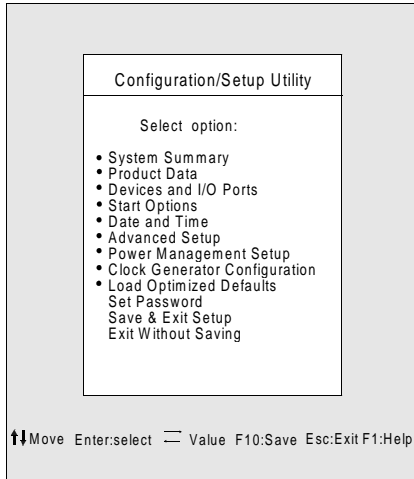 Configuration/Setup Utility
Select option:
• System Summary
• Product Data
• Devices and I/O Ports
• Start Options
• Date and Time
• Advanced Setup
• Power Management Setup
• Clock Generator Configuration
• Load Optimized Defaults
Set Password
Save & Exit Setup
Exit Without Saving
Move Enter:select Value F10:Save Esc:Exit F1:Help